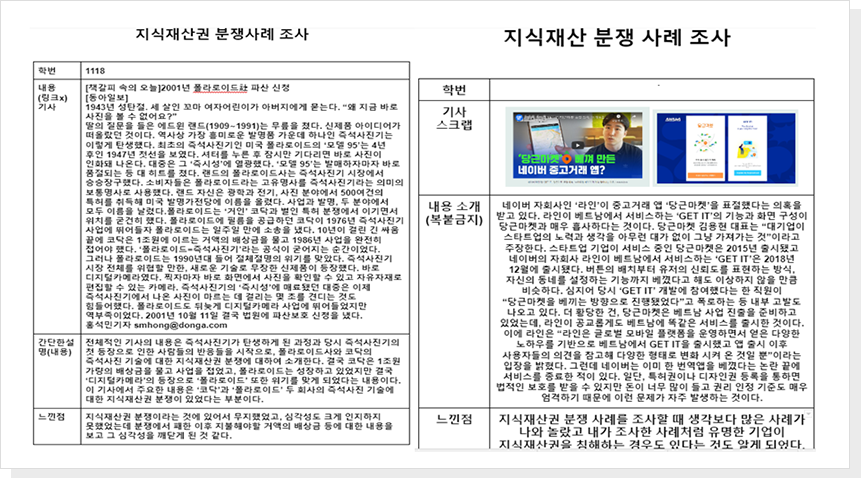 지식재산권 분쟁사례 조사
학번
1118
내용
(링크x)
기사
[책갈피 속의 오늘]2001년 폴라로이드社 파산 신청
[동아일보]
1943년 성탄절. 세 살인 꼬마 여자어린이가 아버지에게 묻는다. “왜 지금 바로
사진을 볼 수 없어요?”
딸의 질문을 들은 에드윈 랜드(1909~1991)는 무릎을 쳤다. 신제품 아이디어가
떠올랐던 것이다. 역사상 가장 흥미로운 발명품 가운데 하나인 즉석사진기는
이렇게 탄생했다. 최초의 즉석사진기인 미국 폴라로이드의 ‘모델 95’는 4년
후인 1947년 첫선을 보였다. 셔터를 누른 후 잠시만 기다리면 바로 사진이
인화돼 나온다. 대중은 그 ‘즉시성’에 열광했다. ‘모델 95’는 발매하자마자 바로
품절되는 등 대 히트를 쳤다. 랜드의 폴라로이드사는 즉석사진기 시장에서
승승장구했다. 소비자들은 폴라로이드라는 고유명사를 즉석사진기라는 의미의
보통명사로 사용했다. 랜드 자신은 광학과 전기, 사진 분야에서 500여건의
특허를 취득해 미국 발명가전당에 이름을 올렸다. 사업과 발명, 두 분야에서
모두 이름을 날렸다.폴라로이드는 ‘거인’ 코닥과 벌인 특허 분쟁에서 이기면서
위치를 굳건히 했다. 폴라로이드에 필름을 공급하던 코닥이 1976년 즉석사진기
사업에 뛰어들자 폴라로이드는 일주일 만에 소송을 냈다. 10년이 걸린 긴 싸움
끝에 코닥은 1조원에 이르는 거액의 배상금을 물고 1986년 사업을 완전히
접어야 했다. ‘폴라로이드=즉석사진기’라는 공식이 굳어지는 순간이었다.
그러나 폴라로이드는 1990년대 들어 절체절명의 위기를 맞았다. 즉석사진기
시장 전체를 위협할 만한, 새로운 기술로 무장한 신제품이 등장했다. 바로
디지털카메라였다. 찍자마자 바로 화면에서 사진을 확인할 수 있고 자유자재로
편집할 수 있는 카메라. 즉석사진기의 ‘즉시성’에 매료됐던 대중은 이제
즉석사진기에서 나온 사진이 마르는 데 걸리는 몇 초를 견디는 것도
힘들어했다. 폴라로이드도 뒤늦게 디지털카메라 사업에 뛰어들었지만
역부족이었다. 2001년 10월 11일 결국 법원에 파산보호 신청을 냈다.
홍석민기자 smhong@donga.com
간단한설
명(내용)
전체적인 기사의 내용은 즉석사진기가 탄생하게 된 과정과 당시 즉석사진기의
첫 등장으로 인한 사람들의 반응들을 시작으로, 폴라로이드사와 코닥의
즉석사진 기술에 대한 지식재산권 분쟁에 대하여 소개한다. 결국 코닥은 1조원
가량의 배상금을 물고 사업을 접었고, 폴라로이드는 성장하고 있었지만 결국
‘디지털카메라’의 등장으로 ‘폴라로이드’ 또한 위기를 맞게 되었다는 내용이다.
이 기사에서 주요한 내용은 ‘코닥’과 ‘폴라로이드’ 두 회사의 즉석사진 기술에
대한 지식재산권 분쟁이 있었다는 부분이다.
느낀점
지식재산권 분쟁이라는 것에 있어서 무지했었고, 심각성도 크게 인지하지
못했었는데 분쟁에서 패한 이후 지불해야할 거액의 배상금 등에 대한 내용을
보고 그 심각성을 깨닫게 된 것 같다.
지식재산 분쟁 사례 조사
학번
기사
스크랩
'당근마켓' 베껴 만든
네이버 중고거래 앱?
당근마켓
내용 소개
(복붙금지)
네이버 자회사인 ‘라인’이 중고거래 앱 ‘당근마켓’을 표절했다는 의혹을
받고 있다. 라인이 베트남에서 서비스하는 ‘GET IT’의 기능과 화면 구성이
당근마켓과 매우 흡사하다는 것이다. 당근마켓 김용현 대표는 “대기업이
스타트업의 노력과 생각을 아무런 대가 없이 그냥 가져가는 것”이라고
주장한다. 스타트업 기업이 서비스 중인 당근마켓은 2015년 출시됐고
네이버의 자회사 라인이 베트남에서 서비스하는 ‘GET IT’은 2018년
12월에 출시됐다. 버튼의 배치부터 유저의 신뢰도를 표현하는 방식,
자신의 동네를 설정하는 기능까지 베꼈다고 해도 이상하지 않을 만큼
비슷하다. 심지어 당시 ‘GET IT’ 개발에 참여했다는 한 직원이
“당근마켓을 베끼는 방향으로 진행됐었다”고 폭로하는 등 내부 고발도
나오고 있다. 더 황당한 건, 당근마켓은 베트남 사업 진출을 준비하고
있었는데, 라인이 공교롭게도 베트남에 똑같은 서비스를 출시한 것이다.
이에 라인은 “라인은 글로벌 모바일 플랫폼을 운영하면서 얻은 다양한
노하우를 기반으로 베트남에서 GET IT을 출시했고 앱 출시 이후
사용자들의 의견을 참고해 다양한 형태로 변화 시켜 온 것일 뿐”이라는
입장을 밝혔다. 그런데 네이버는 이미 한 번역앱을 베꼈다는 논란 끝에
서비스를 종료한 적이 있다. 일단, 특허권이나 디자인권 등록을 통하면
법적인 보호를 받을 수 있지만 돈이 너무 많이 들고 권리 인정 기준도 매우
엄격하기 때문에 이런 문제가 자주 발생하는 것이다.
느낀점
지식재산권 분쟁 사례를 조사할 때 생각보다 많은 사례가
나와 놀랐고 내가 조사한 사례처럼 유명한 기업이
지식재산권을 침해하는 경우도 있다는 것도 알게 되었다.